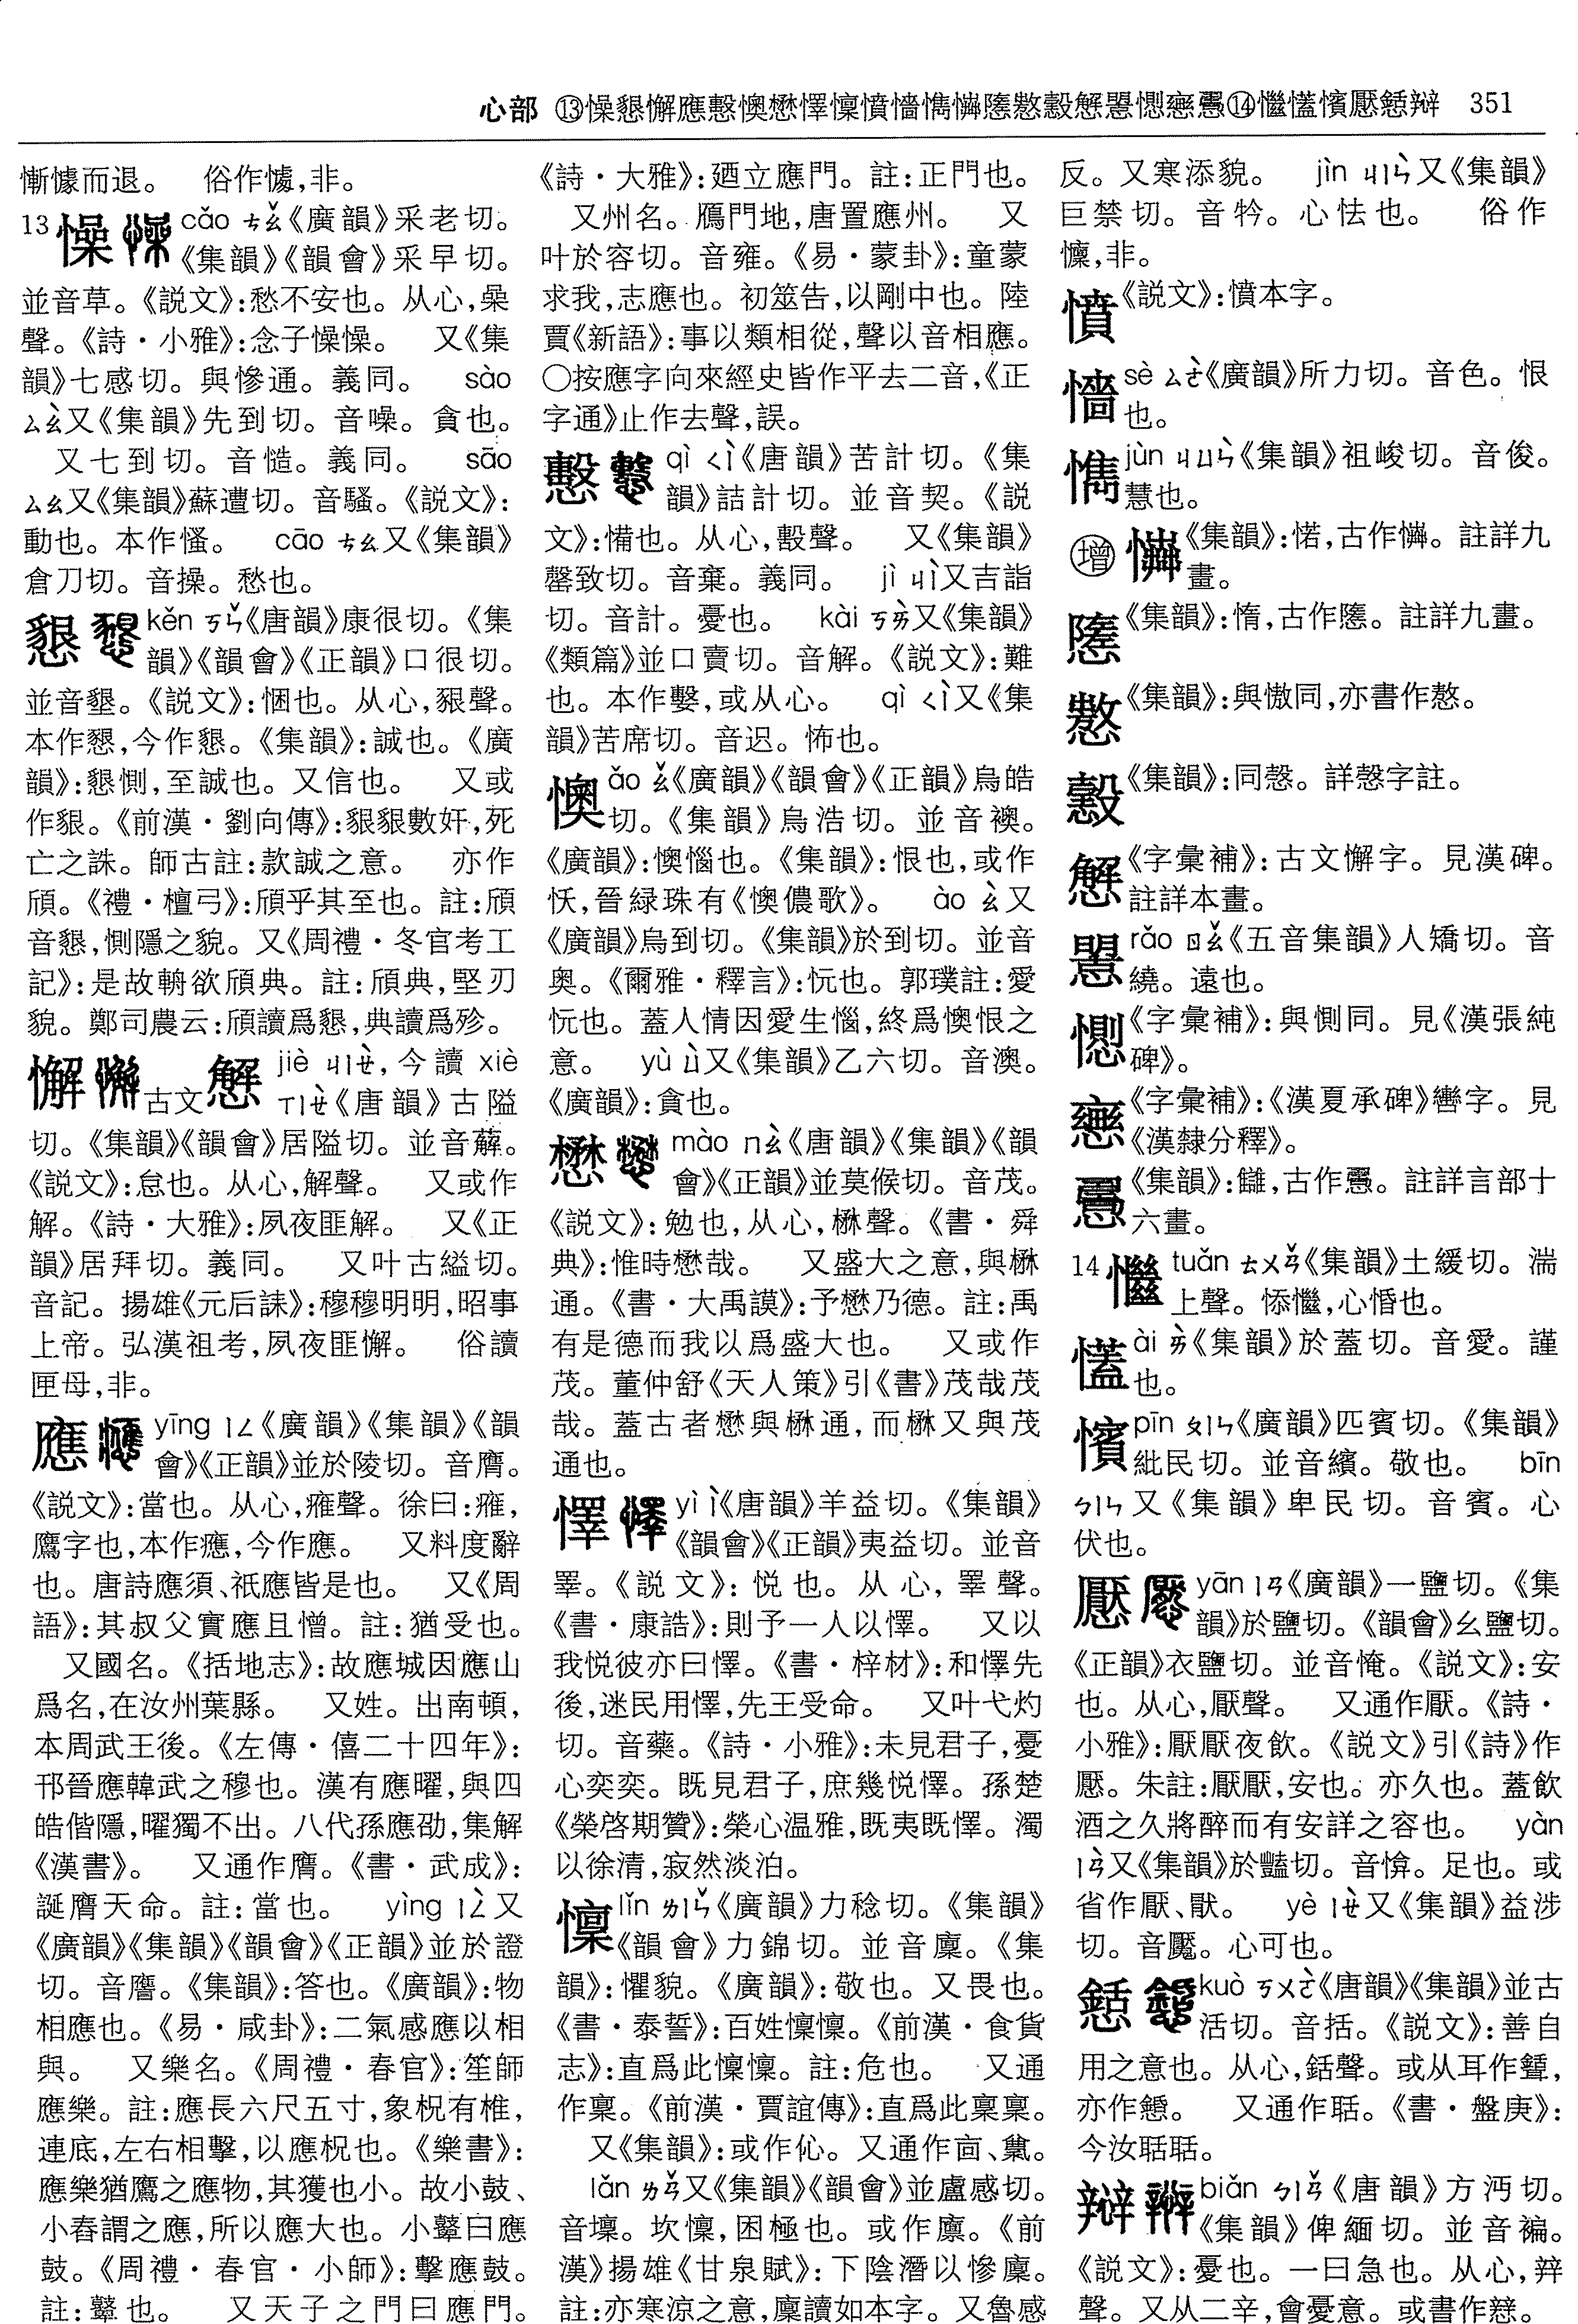 心部 ⑬懆懇懈應慤懊懋懌懍憤懎懏㦍㥩憿愨懈㦒惻戀讎⑭㦏懝懫懕懖辯 351
慚懅而退。 俗作懅,非。
13 懆 cǎo ㄘㄠˇ《廣韻》采老切。
《集韻》《韻會》采早切。
並音草。《説文》:愁不安也。从心,喿
聲。《詩·小雅》:念子懆懆。 又《集
韻》七感切。與慘通。義同。 sào
ㄙㄠˋ又《集韻》先到切。音噪。貪也。
又七到切。音慥。義同。 sāo
ㄙㄠ又《集韻》蘇遭切。音騷。《説文》:
動也。本作慅。 cāo ㄘㄠ又《集韻》
倉刀切。音操。愁也。
懇 kěn ㄎㄣˇ《唐韻》康很切。《集
韻》《韻會》《正韻》口很切。
並音墾。《説文》:悃也。从心,豤聲。
本作懇,今作懇。《集韻》:誠也。《廣
韻》:懇惻,至誠也。又信也。 又或
作豤。《前漢·劉向傳》:豤豤數奸,死
亡之誅。師古註:款誠之意。 亦作
頎。《禮·檀弓》:頎乎其至也。註:頎
音懇,惻隱之貌。又《周禮·冬官考工
記》:是故輈欲頎典。註:頎典,堅刃
貌。鄭司農云:頎讀爲懇,典讀爲殄。
懈 古文 jiè ㄐㄧㄝˋ,今讀 xiè
ㄒㄧㄝˋ《唐韻》古隘
切。《集韻》《韻會》居隘切。並音繲。
《説文》:怠也。从心,解聲。 又或作
解。《詩·大雅》:夙夜匪解。 又《正
韻》居拜切。義同。 又叶古縊切。
音記。揚雄《元后誄》:穆穆明明,昭事
上帝。弘漢祖考,夙夜匪懈。 俗讀
匣母,非。
應 yīng ㄧㄥ《廣韻》《集韻》《韻
會》《正韻》並於陵切。音膺。
《説文》:當也。从心,䧹聲。徐曰:䧹,
鷹字也,本作應,今作應。 又料度辭
也。唐詩應須、祇應皆是也。 又《周
語》:其叔父實應且憎。註:猶受也。
又國名。《括地志》:故應城因應山
爲名,在汝州葉縣。 又姓。出南頓,
本周武王後。《左傳·僖二十四年》:
邘晉應韓武之穆也。漢有應曜,與四
皓偕隱,曜獨不出。八代孫應劭,集解
《漢書》。 又通作膺。《書·武成》:
誕膺天命。註:當也。 yìng ㄧㄥˋ又
《廣韻》《集韻》《韻會》《正韻》並於證
切。音譍。《集韻》:答也。《廣韻》:物
相應也。《易·咸卦》:二氣感應以相
與。 又樂名。《周禮·春官》:笙師
應樂。註:應長六尺五寸,象柷有椎,
連底,左右相擊,以應柷也。《樂書》:
應樂猶鷹之應物,其獲也小。故小鼓、
小舂謂之應,所以應大也。小鼙曰應
鼓。《周禮·春官·小師》:擊應鼓。
註:鼙也。 又天子之門曰應門。
《詩·大雅》:廼立應門。註:正門也。
又州名。鴈門地,唐置應州。 又
叶於容切。音雍。《易·蒙卦》:童蒙
求我,志應也。初筮告,以剛中也。陸
賈《新語》:事以類相從,聲以音相應。
〇按應字向來經史皆作平去二音,《正
字通》止作去聲,誤。
qì ㄑㄧˋ《唐韻》苦計切。《集
韻》詰計切。並音契。《説
文》:㥃也。从心,毄聲。 又《集韻》
罄致切。音棄。義同。 jì ㄐㄧˋ又吉詣
切。音計。憂也。 kài ㄎㄞˋ又《集韻》
《類篇》並口賣切。音解。《説文》:難
也。本作㲅,或从心。 qì ㄑㄧˋ又《集
韻》苦席切。音迟。怖也。
懊 ǎo ㄠˇ《廣韻》《韻會》《正韻》烏皓
切。《集韻》烏浩切。並音襖。
《廣韻》:懊惱也。《集韻》:恨也,或作
㤇,晉緑珠有《懊儂歌》。 ào ㄠˋ又
《廣韻》烏到切。《集韻》於到切。並音
奥。《爾雅·釋言》:忨也。郭璞註:愛
忨也。蓋人情因愛生惱,終爲懊恨之
意。 yù ㄩˋ又《集韻》乙六切。音澳。
《廣韻》:貪也。
懋 mào ㄇㄠˋ《唐韻》《集韻》《韻
會》《正韻》並莫候切。音茂。
《説文》:勉也,从心,楙聲。《書·舜
典》:惟時懋哉。 又盛大之意,與楙
通。《書·大禹謨》:予懋乃德。註:禹
有是德而我以爲盛大也。 又或作
茂。董仲舒《天人策》引《書》茂哉茂
哉。蓋古者懋與楙通,而楙又與茂
通也。
懌 yì ㄧˋ《唐韻》羊益切。《集韻》
《韻會》《正韻》夷益切。並音
睪。《説文》:悦也。从心,睪聲。
《書·康誥》:則予一人以懌。 又以
我悦彼亦曰懌。《書·梓材》:和懌先
後,迷民用懌,先王受命。 又叶弋灼
切。音藥。《詩·小雅》:未見君子,憂
心奕奕。既見君子,庶幾悦懌。孫楚
《榮啓期贊》:榮心温雅,既夷既懌。濁
以徐清,寂然淡泊。
懍 lǐn ㄌㄧㄣˇ《廣韻》力稔切。《集韻》
《韻會》力錦切。並音廩。《集
韻》:懼貌。《廣韻》:敬也。又畏也。
《書·泰誓》:百姓懍懍。《前漢·食貨
志》:直爲此懍懍。註:危也。 又通
作稟。《前漢·賈誼傳》:直爲此稟稟。
又《集韻》:或作㣺。又通作㐭、㯭。
lǎn ㄌㄢˇ又《集韻》《韻會》並盧感切。
音壈。坎懍,困極也。或作廪。《前
漢》揚雄《甘泉賦》:下陰潛以慘廩。
註:亦寒涼之意,廩讀如本字。又魯感
反。又寒添貌。 jìn ㄐㄧㄣˋ又《集韻》
巨禁切。音妗。心怯也。 俗作
懔,非。
憤《説文》:憤本字。
懎 sè ㄙㄜˋ《廣韻》所力切。音色。恨
也。
懏 jùn ㄐㄩㄣˋ《集韻》祖峻切。音俊。
慧也。
增《集韻》:惹,古作。註詳九
畫。
《集韻》:惰,古作。註詳九畫。
《集韻》:與慠同,亦書作憝。
《集韻》:同愨。詳愨字註。
《字彙補》:古文懈字。見漢碑。
註詳本畫。
rǎo ㄖㄠˇ《五音集韻》人矯切。音
繞。遠也。
《字彙補》:與惻同。見《漢張純
碑》。
《字彙補》:《漢夏承碑》轡字。見
《漢隸分釋》。
《集韻》:讎,古作。註詳言部十
六畫。
14 tuǎn ㄊㄨㄢˇ《集韻》土緩切。湍
上聲。㥏,心惛也。
ài ㄞˋ《集韻》於蓋切。音愛。謹
也。
pīn ㄆㄧㄣ《廣韻》匹賓切。《集韻》
紕民切。並音繽。敬也。 bīn
ㄅㄧㄣ又《集韻》卑民切。音賓。心
伏也。
懕 yān ㄧㄢ《廣韻》一鹽切。《集
韻》於鹽切。《韻會》幺鹽切。
《正韻》衣鹽切。並音俺。《説文》:安
也。从心,厭聲。 又通作厭。《詩·
小雅》:厭厭夜飲。《説文》引《詩》作
懕。朱註:厭厭,安也。亦久也。蓋飲
酒之久將醉而有安詳之容也。 yàn
ㄧㄢˋ又《集韻》於豔切。音㛪。足也。或
省作厭、猒。 yè ㄧㄝˋ又《集韻》益涉
切。音魘。心可也。
懖 kuò ㄎㄨㄛˋ《唐韻》《集韻》並古
活切。音括。《説文》:善自
用之意也。从心,銛聲。或从耳作,
亦作懖。 又通作聒。《書·盤庚》:
今汝聒聒。
biǎn ㄅㄧㄢˇ《唐韻》方沔切。
《集韻》俾緬切。並音褊。
《説文》:憂也。一曰急也。从心,辡
聲。又从二辛,會憂意。或書作㦚。